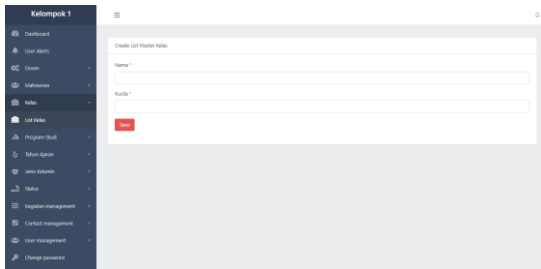 Kelompok 1
Dashboard
User Alerts
Dosen
Mahasiswa
Kelas
List Kelas
Program Studi
Tahun Ajaran
Jenis Kelamin
Status
Kegiatan management
Contact management
User management
Change password
Create List Master Kelas
Name *
Kuota *
Save